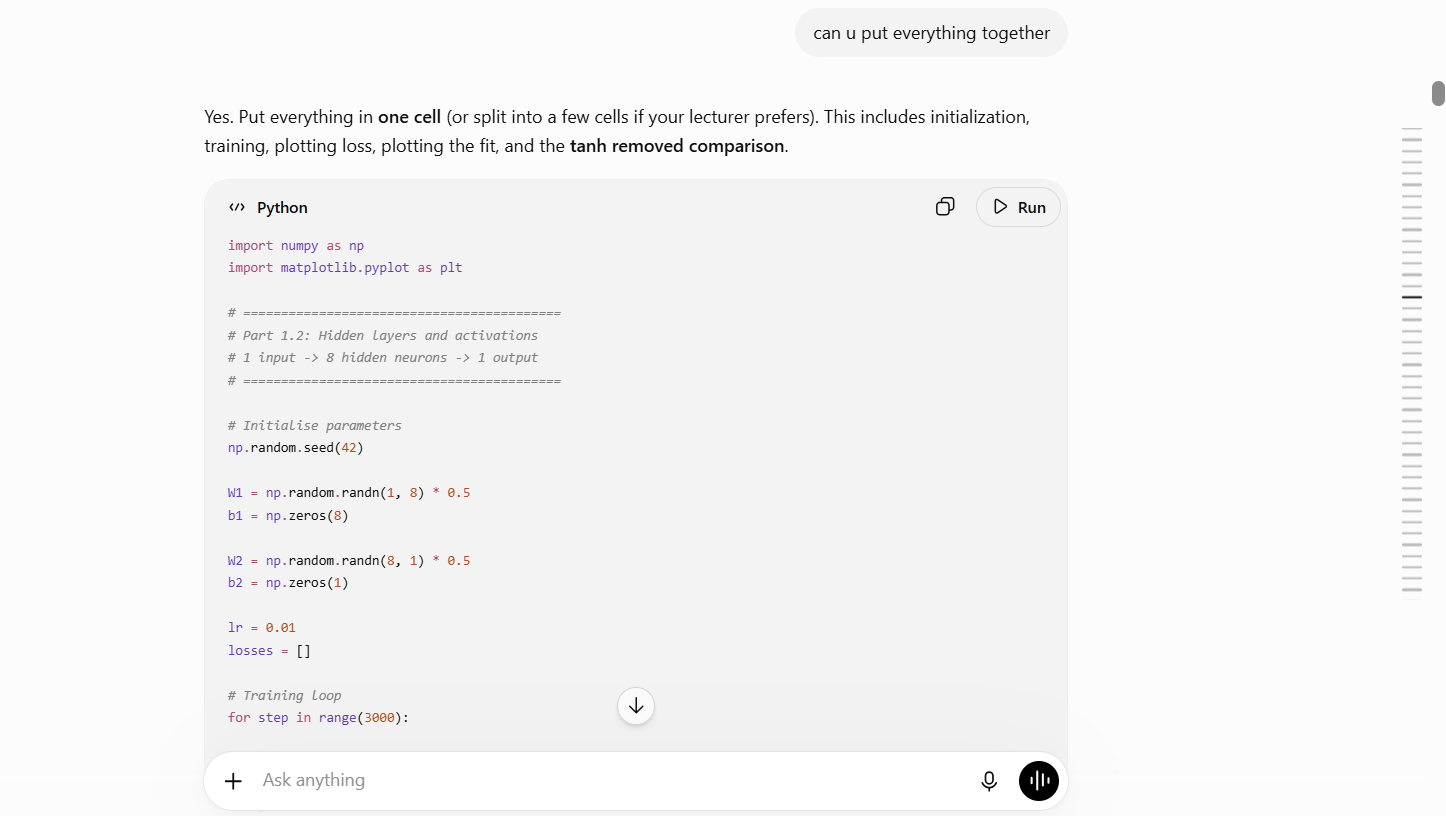 can u put everything together
Yes. Put everything in one cell (or split into a few cells if your lecturer prefers). This includes initialization,
training, plotting loss, plotting the fit, and the tanh removed comparison.
Python
Run
import numpy as np
import matplotlib.pyplot as plt
# ==========================================
# Part 1.2: Hidden layers and activations
# 1 input -> 8 hidden neurons -> 1 output
# ==========================================
# Initialise parameters
np.random.seed(42)
W1 = np.random.randn(1, 8) * 0.5
b1 = np.zeros(8)
W2 = np.random.randn(8, 1) * 0.5
b2 = np.zeros(1)
lr = 0.01
losses = []
# Training loop
for step in range(3000):
Ask anything